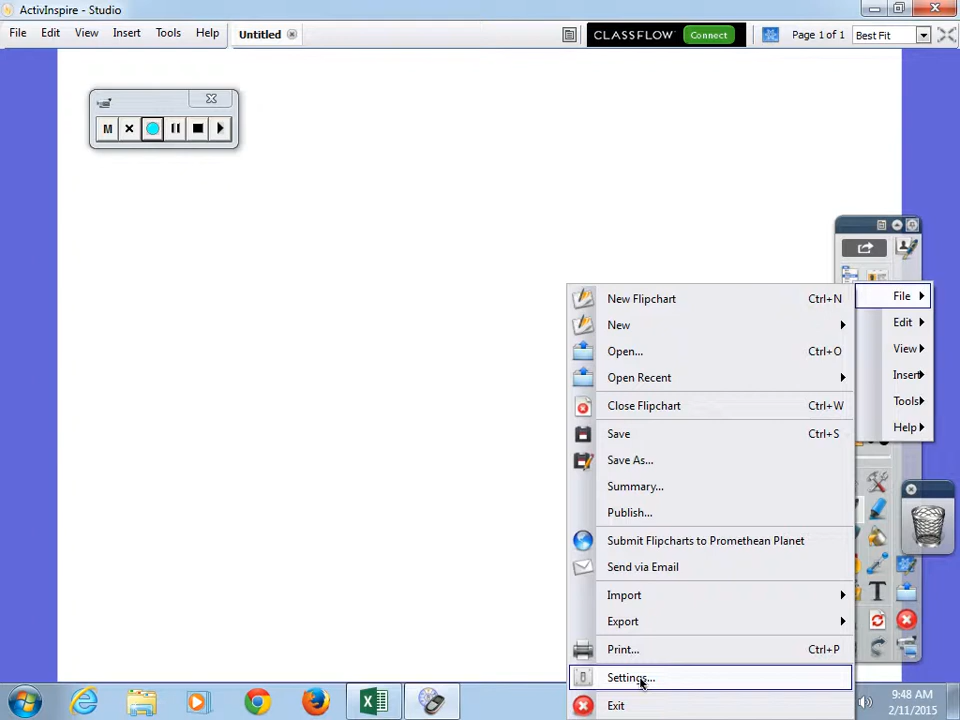 ActivInspire - Studio
File Edit View Insert Tools Help
Untitled
CLASSFLOW Connect
Page 1 of 1
Best Fit
M
File
Edit
View
Insert
Tools
Help
New Flipchart Ctrl+N
New
Open... Ctrl+O
Open Recent
Close Flipchart Ctrl+W
Save Ctrl+S
Save As...
Summary...
Publish...
Submit Flipcharts to Promethean Planet
Send via Email
Import
Export
Print... Ctrl+P
Settings...
Exit
T
9:48 AM
2/11/2015